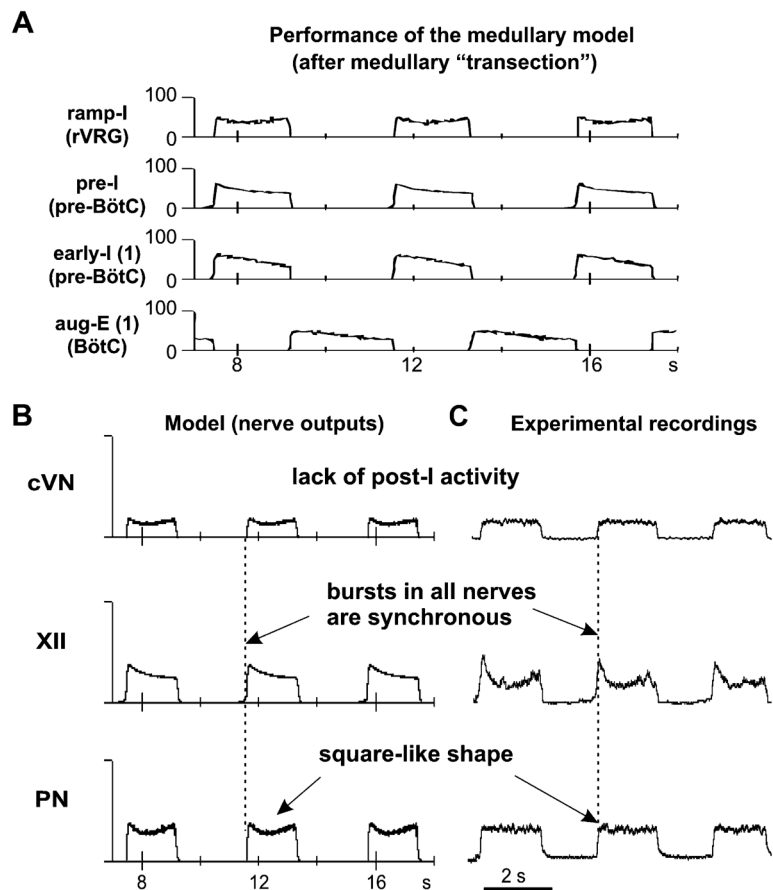 A
Performance of the medullary model
(after medullary “transection”)
ramp-I
(rVRG)
100
0
pre-I
(pre-BötC)
100
0
early-I (1)
(pre-BötC)
100
0
aug-E (1)
(BötC)
100
0
8
12
16
s
B
Model (nerve outputs)
C
Experimental recordings
cVN
lack of post-I activity
bursts in all nerves
are synchronous
XII
square-like shape
PN
8
12
16
s
2 s